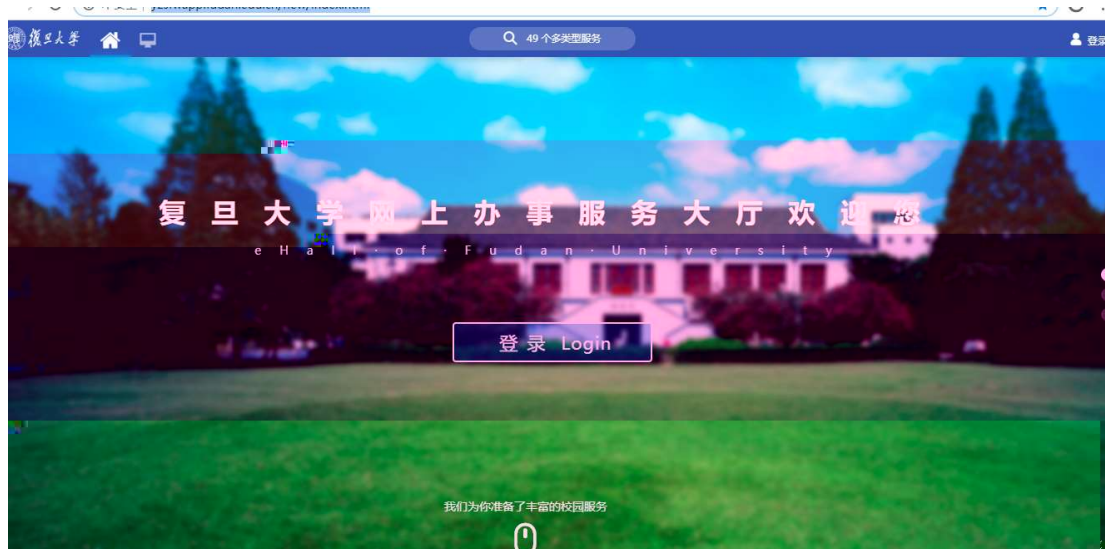 復旦大学
49 个多类型服务
登录
复旦大学网上办事服务大厅欢迎您
eHall·of·Fudan·University
登录 Login
我们为你准备了丰富的校园服务